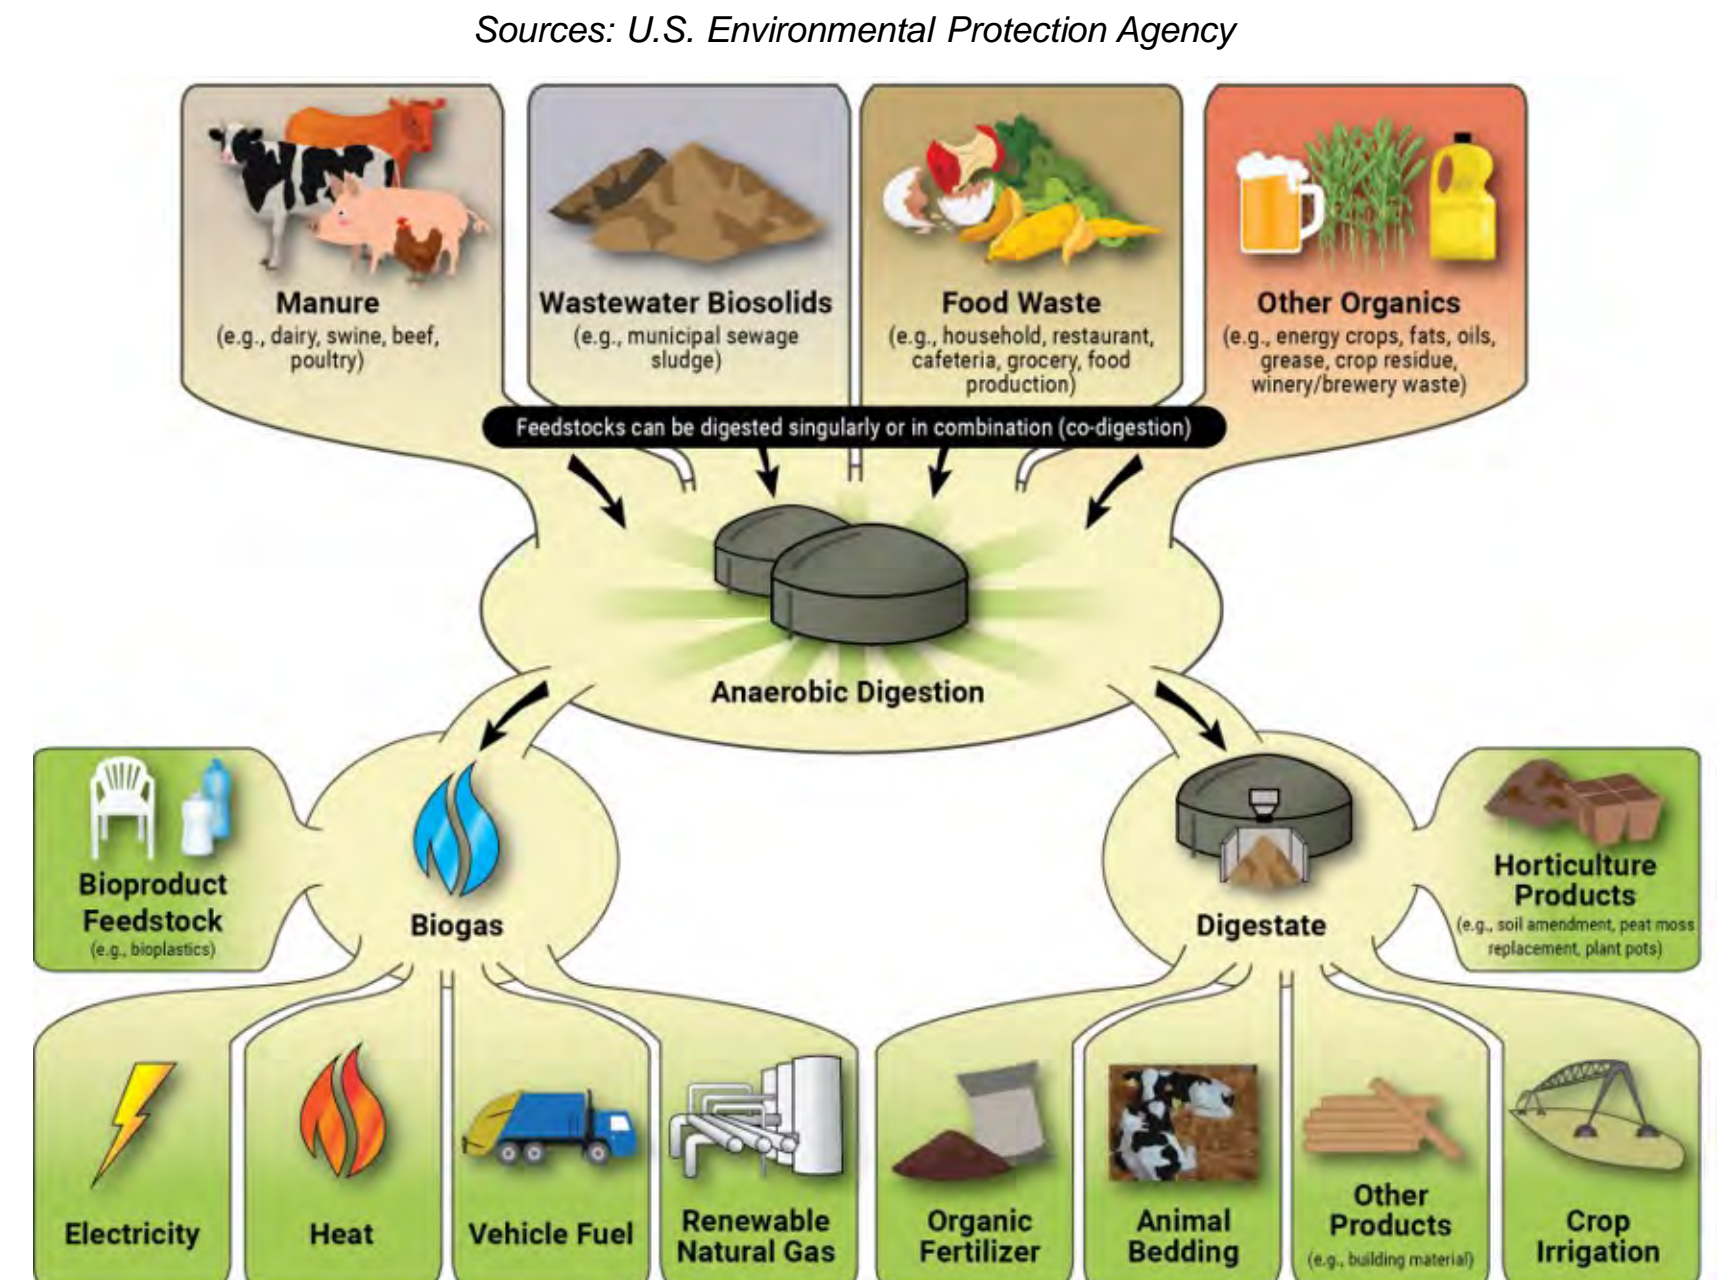 Sources: U.S. Environmental Protection Agency
Manure
(e.g., dairy, swine, beef,
poultry)
Wastewater Biosolids
(e.g., municipal sewage
sludge)
Food Waste
(e.g., household, restaurant,
cafeteria, grocery, food
production)
Other Organics
(e.g., energy crops, fats, oils,
grease, crop residue,
winery/brewery waste)
Feedstocks can be digested singularly or in combination (co-digestion)
Anaerobic Digestion
Bioproduct
Feedstock
(e.g., bioplastics)
Biogas
Digestate
Horticulture
Products
(e.g., soil amendment, peat moss
replacement, plant pots)
Electricity
Heat
Vehicle Fuel
Renewable
Natural Gas
Organic
Fertilizer
Animal
Bedding
Other
Products
(e.g., building material)
Crop
Irrigation